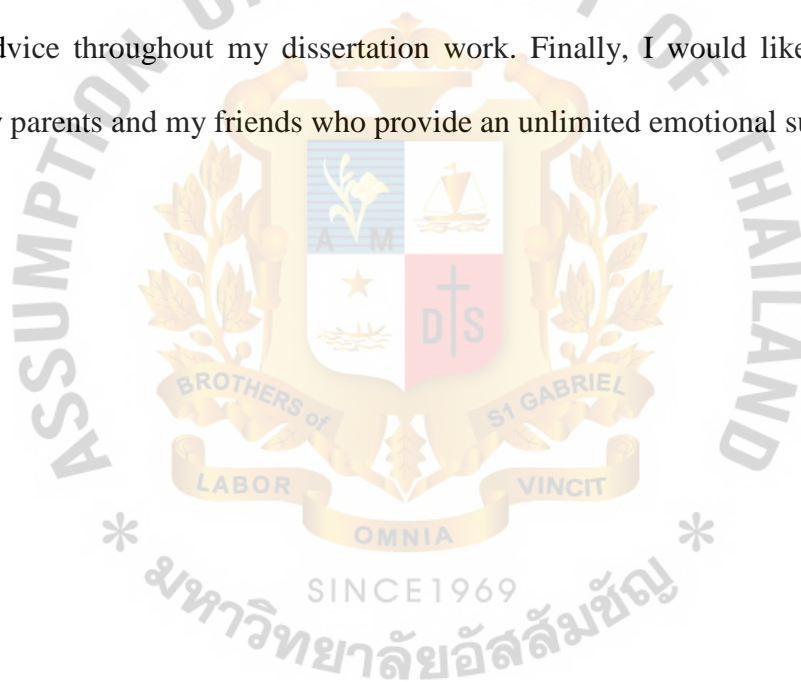 dvice throughout my dissertation work. Finally, I would like
parents and my friends who provide an unlimited emotional
ASSUMPTION OF THAILAND
A M
D S
BROTHERS of
S1 GABRIEL
LABOR
VINCIT
OMNIA
SINCE1969
มหาวิทยาลัยอัสสัมชัญ